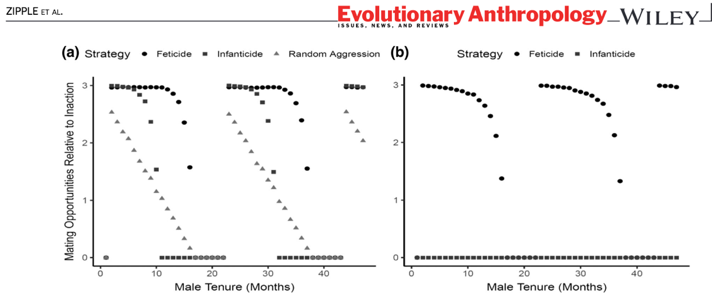 ZIPPLE ET AL.
Evolutionary Anthropology WILEY
ISSUES, NEWS, AND REVIEWS
(a) Strategy Feticide Infanticide Random Aggression
(b) Strategy Feticide Infanticide
Mating Opportunities Relative to Inaction
3
2
1
0
0 10 20 30 40
Male Tenure (Months)
3
2
1
0
0 10 20 30 40
Male Tenure (Months)